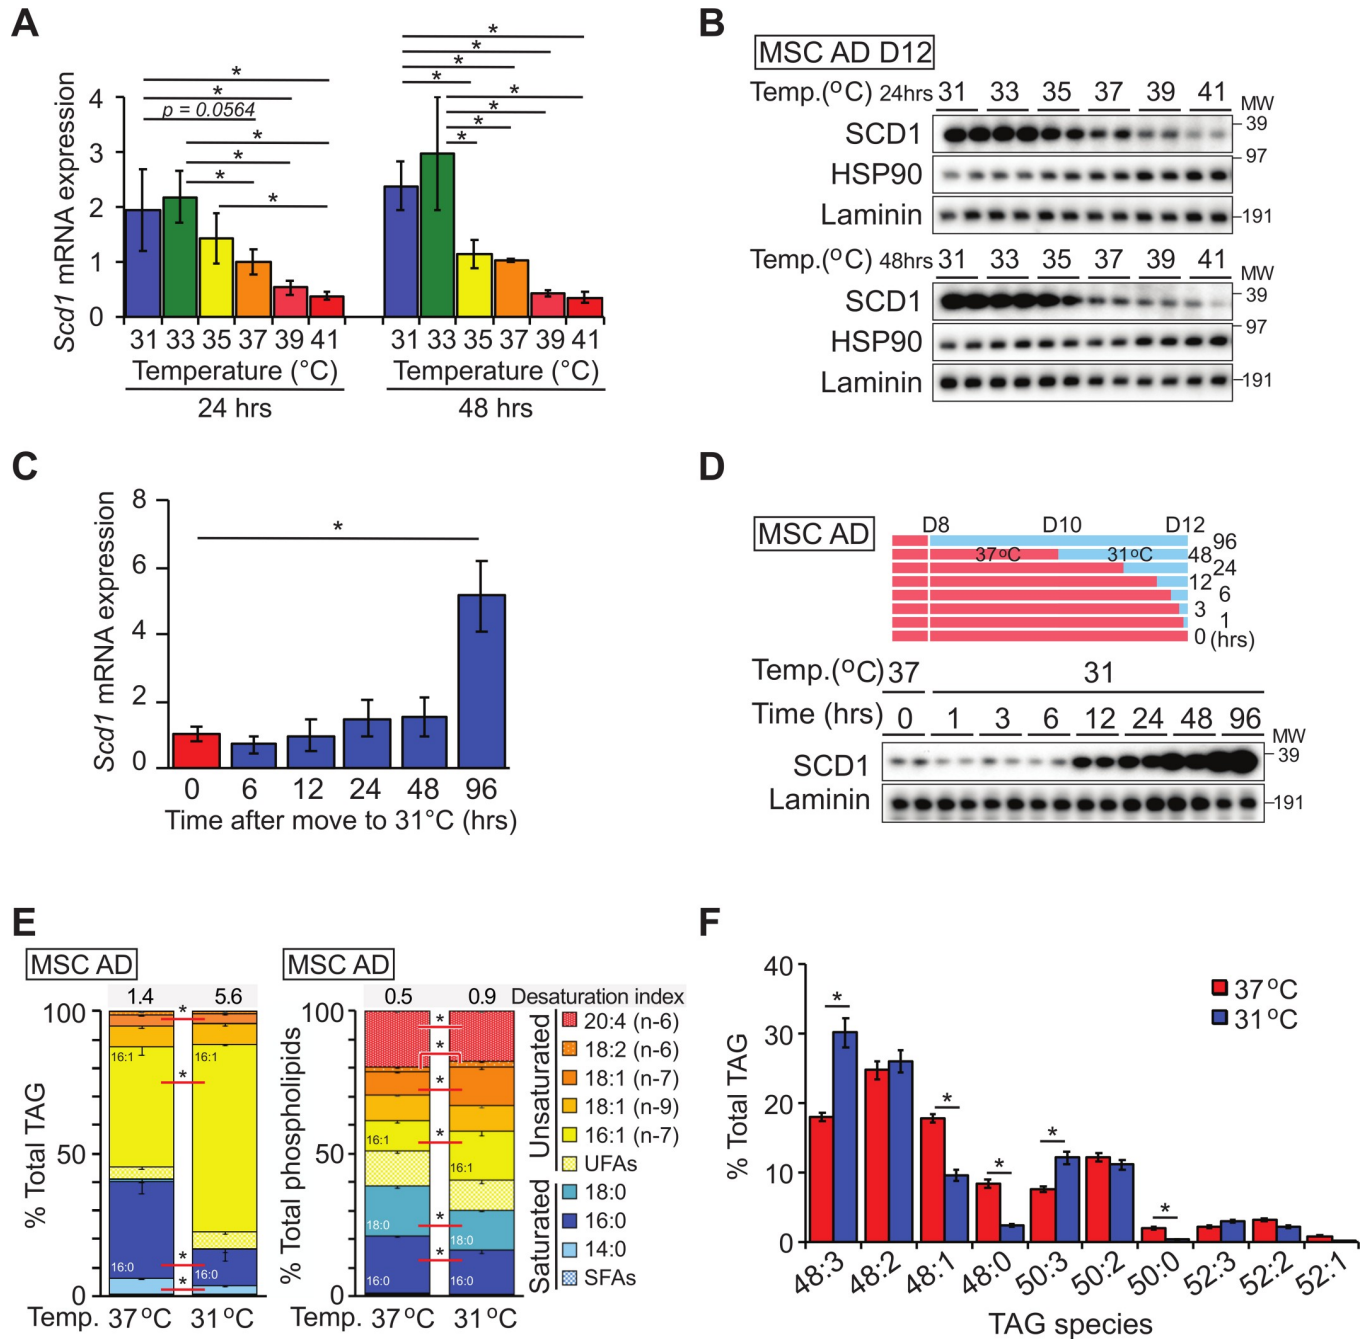 A
* * * * * * * * * * * * * * *
p = 0.0564
Scd1 mRNA expression
4
3
2
1
0
31 33 35 37 39 41 31 33 35 37 39 41
Temperature (°C) Temperature (°C)
24 hrs 48 hrs
B
MSC AD D12
Temp.(°C) 24hrs 31 33 35 37 39 41 MW
SCD1 39
97
HSP90
Laminin 191
Temp.(°C) 48hrs 31 33 35 37 39 41 MW
SCD1 39
97
HSP90
Laminin 191
C
Scd1 mRNA expression
8
6
4
2
0
*
0 6 12 24 48 96
Time after move to 31°C (hrs)
D
MSC AD
D8 D10 D12
96
37 °C 31 °C 48
24
12
6
3
1
0 (hrs)
Temp.(°C) 37 31
Time (hrs) 0 1 3 6 12 24 48 96
MW
SCD1 39
Laminin 191
E
MSC AD MSC AD
1.4 5.6 0.5 0.9 Desaturation index
% Total TAG
100
50
0
16:1
16:0 16:0
* * * *
Temp. 37 °C 31 °C
% Total phospholipids
100
50
0
16:1 16:1
18:0 18:0
16:0 16:0
* * * * * *
37 °C 31 °C
Unsaturated
20:4 (n-6)
18:2 (n-6)
18:1 (n-7)
18:1 (n-9)
16:1 (n-7)
UFAs
Saturated
18:0
16:0
14:0
SFAs
F
37 °C
31 °C
% Total TAG
40
30
20
10
0
* * * * *
48:3 48:2 48:1 48:0 50:3 50:2 50:0 52:3 52:2 52:1
TAG species